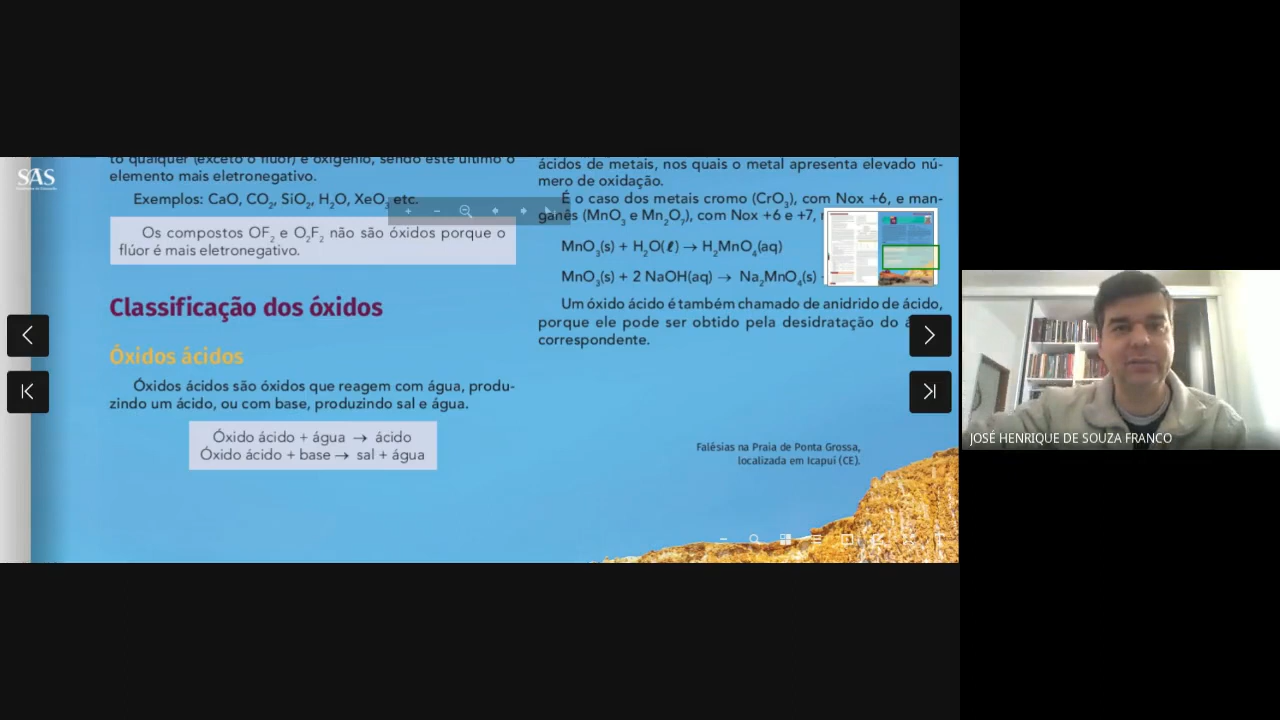 SAS
to qualquer (exceto o flúor) e oxigênio, sendo este último o
elemento mais eletronegativo.
Exemplos: CaO, CO2, SiO2, H2O, XeO3 etc.
Os compostos OF2 e O2F2 não são óxidos porque o
flúor é mais eletronegativo.
Classificação dos óxidos
Óxidos ácidos
Óxidos ácidos são óxidos que reagem com água, produ-
zindo um ácido, ou com base, produzindo sal e água.
Óxido ácido + água → ácido
Óxido ácido + base → sal + água
ácidos de metais, nos quais o metal apresenta elevado nú-
mero de oxidação.
É o caso dos metais cromo (CrO3), com Nox +6, e man-
ganês (MnO3 e Mn2O7), com Nox +6 e +7,
MnO3(s) + H2O(ℓ) → H2MnO4(aq)
MnO3(s) + 2 NaOH(aq) → Na2MnO4(s)
Um óxido ácido é também chamado de anidrido de ácido,
porque ele pode ser obtido pela desidratação do
correspondente.
Falésias na Praia de Ponta Grossa,
localizada em Icapuí (CE).
JOSÉ HENRIQUE DE SOUZA FRANCO